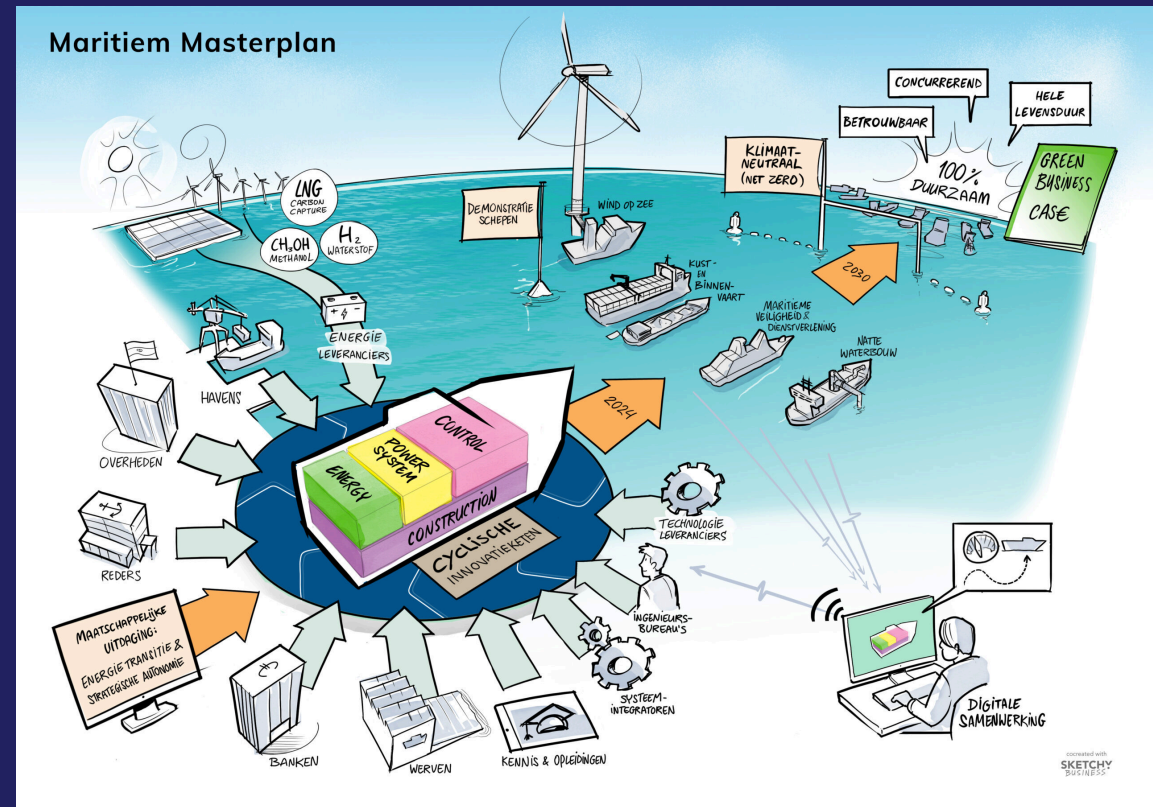 Maritiem Masterplan
CONCURREREND
HELE
LEVENSDUUR
BETROUWBAAR
100%
DUURZAAM
GREEN
BUSINESS
CAS€
KLIMAAT-
NEUTRAAL
(NET ZERO)
LNG
CARBON
CAPTURE
CH₃OH
METHANOL
H₂
WATERSTOF
DEMONSTRATIE
SCHEPEN
WIND OP ZEE
KUST-
EN
BINNEN-
VAART
2030
MARITIEME
VEILIGHEID &
DIENSTVERLENING
NATTE
WATERBOUW
ENERGIE
LEVERANCIERS
HAVENS
OVERHEDEN
2024
CONTROL
POWER
SYSTEM
ENERGY
CONSTRUCTION
CYCLISCHE
INNOVATIEKETEN
REDERS
TECHNOLOGIE
LEVERANCIERS
MAATSCHAPPELIJKE
UITDAGING:
ENERGIE TRANSITIE &
STRATEGISCHE AUTONOMIE
INGENIEURS-
BUREAU'S
SYSTEEM-
INTEGRATOREN
BANKEN
WERVEN
KENNIS & OPLEIDINGEN
DIGITALE
SAMENWERKING
cocreated with
SKETCHY
BUSINESS